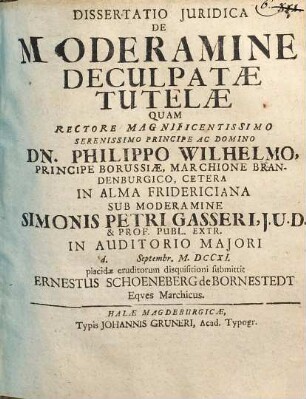 DISSERTATIO JURIDICA
DE
MODERAMINE
DECULPATÆ
TUTELÆ
QUAM
RECTORE MAGNIFICENTISSIMO
SERENISSIMO PRINCIPE AC DOMINO
DN. PHILIPPO WILHELMO,
PRINCIPE BORUSSIÆ, MARCHIONE BRAN-
DENBURGICO, CETERA
IN ALMA FRIDERICIANA
SUB MODERAMINE
SIMONIS PETRI GASSERI, J.U.D.
& PROF. PUBL. EXTR.
IN AUDITORIO MAJORI
d. Septembr. M. DCCXI.
placidæ eruditorum disquisitioni submittit
ERNESTUS SCHOENEBERG de BORNESTEDT
Eqves Marchicus.
HALÆ MAGDEBURGICÆ,
Typis JOHANNIS GRUNERI, Acad. Typogr.